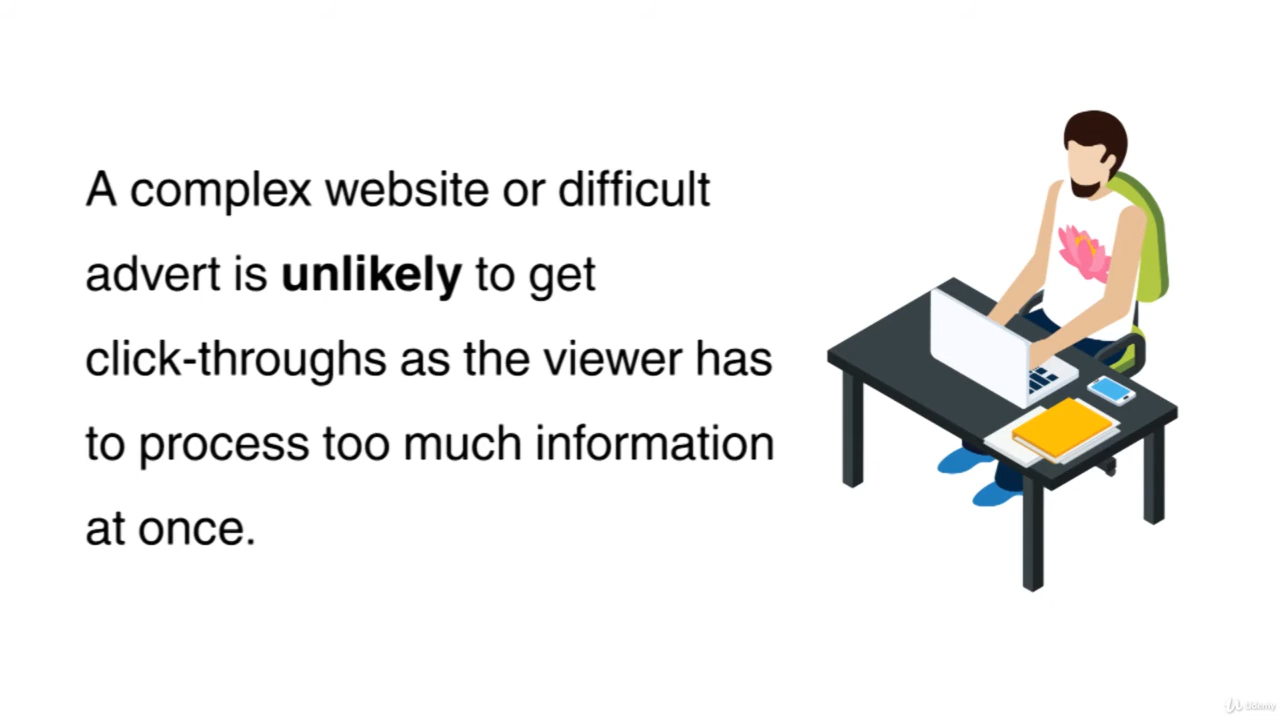 A complex website or difficult
advert is unlikely to get
click-throughs as the viewer has
to process too much information
at once.
Udemy